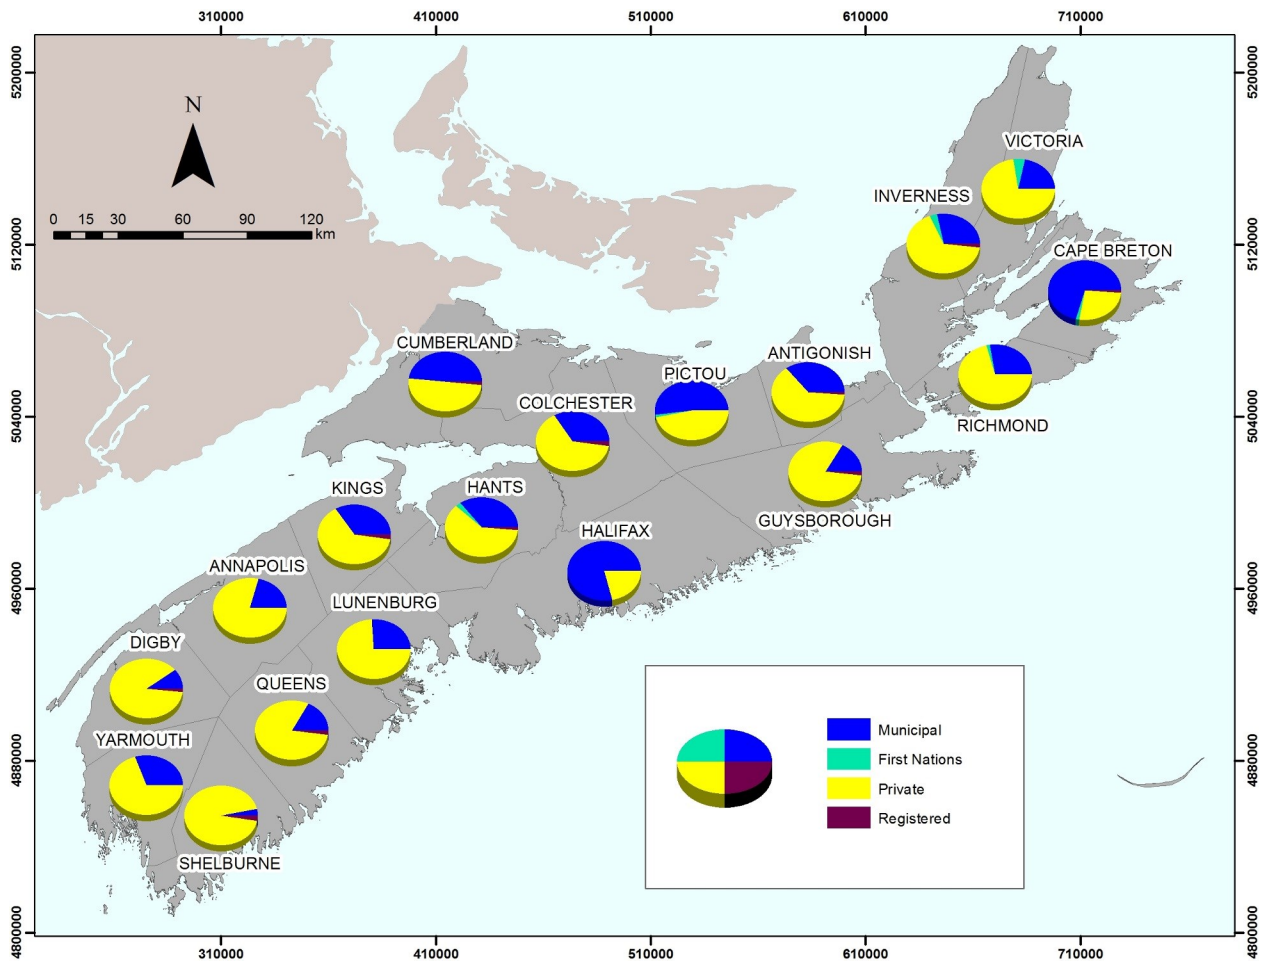 310000 410000 510000 610000 710000
5200000 5200000
N
VICTORIA
INVERNESS
0 15 30 60 90 120
km
5120000 5120000
CAPE BRETON
CUMBERLAND
ANTIGONISH
PICTOU
COLCHESTER
5040000 5040000
RICHMOND
KINGS
HANTS
GUYSBOROUGH
HALIFAX
ANNAPOLIS
4960000 4960000
LUNENBURG
DIGBY
QUEENS
YARMOUTH
Municipal
First Nations
4880000 4880000
Private
Registered
SHELBURNE
4800000 4800000
310000 410000 510000 610000 710000